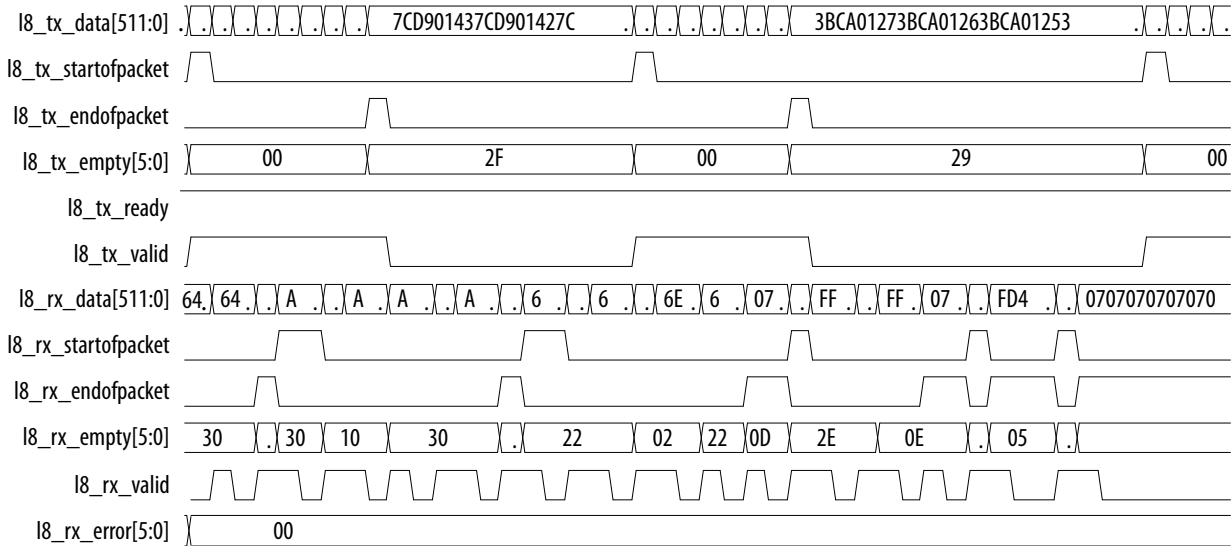 l8_tx_data[511:0] . . . . . . . . . 7CD901437CD901427C . . . . . . . . 3BCA01273BCA01263BCA01253 . . . . .
l8_tx_startofpacket
l8_tx_endofpacket
l8_tx_empty[5:0] 00 2F 00 29 00
l8_tx_ready
l8_tx_valid
l8_rx_data[511:0] 64. 64 . . A . . A . A . . A . . 6 . . 6 . . 6E . 6 . 07 . . FF . . FF . 07 . . FD4 . . 0707070707070
l8_rx_startofpacket
l8_rx_endofpacket
l8_rx_empty[5:0] 30 . 30 10 30 . 22 02 22 0D 2E 0E . 05 .
l8_rx_valid
l8_rx_error[5:0] 00